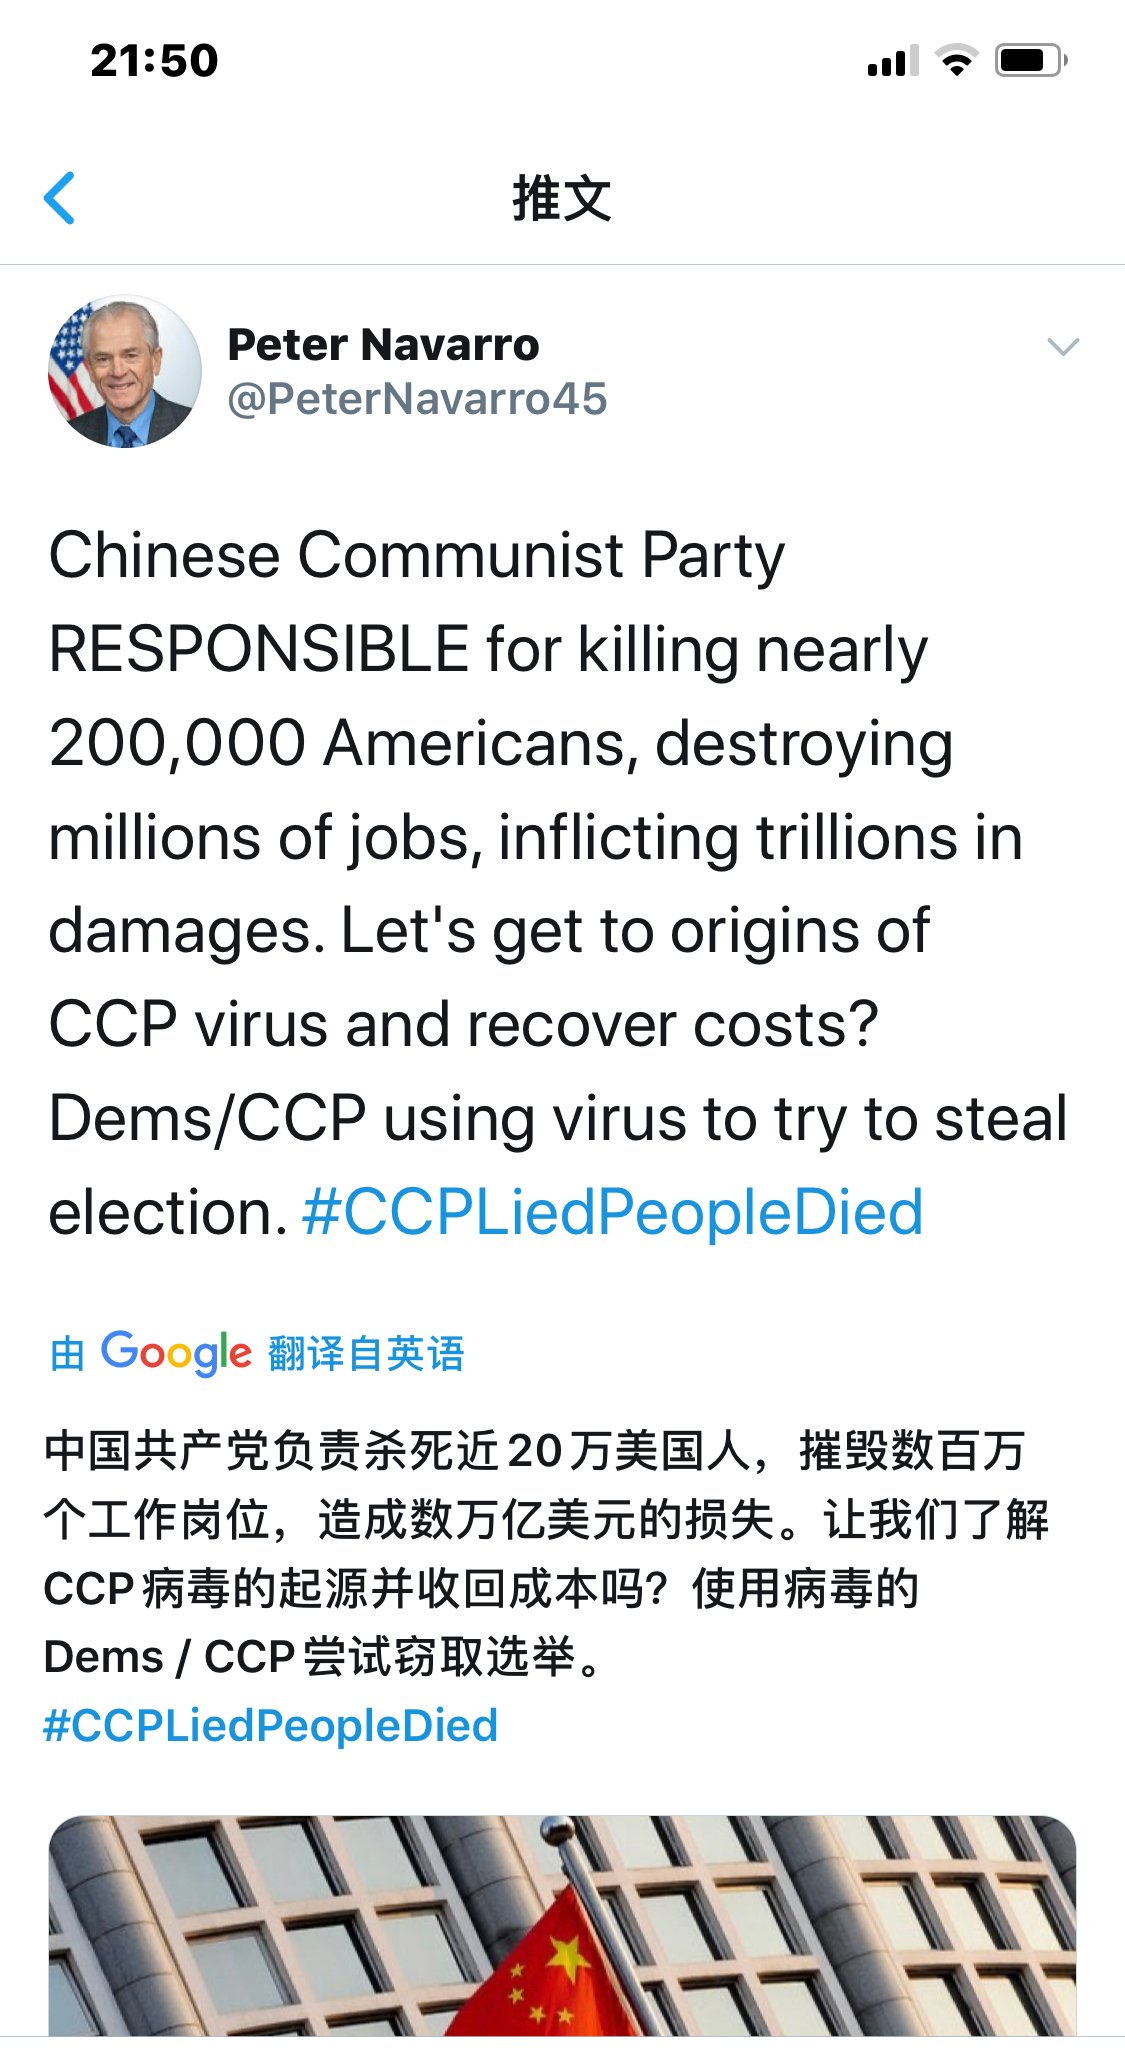 21:50
推文
Peter Navarro
@PeterNavarro45
Chinese Communist Party
RESPONSIBLE for killing nearly
200,000 Americans, destroying
millions of jobs, inflicting trillions in
damages. Let's get to origins of
CCP virus and recover costs?
Dems/CCP using virus to try to steal
election. #CCPLiedPeopleDied
由 Google 翻译自英语
中国共产党负责杀死近20万美国人，摧毁数百万
个工作岗位，造成数万亿美元的损失。让我们了解
CCP病毒的起源并收回成本吗？使用病毒的
Dems / CCP尝试窃取选举。
#CCPLiedPeopleDied